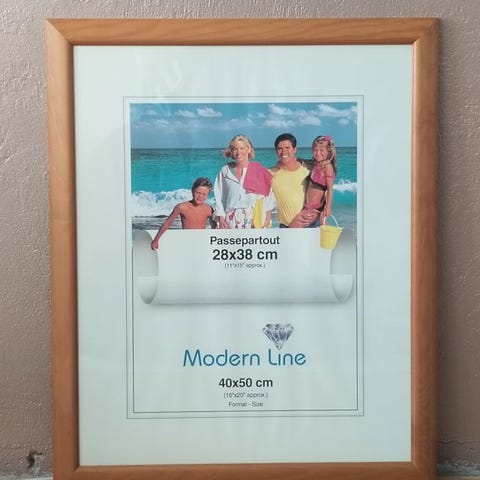 Passepartout
28x38 cm
(11"x15" approx.)
Modern Line
40x50 cm
(16"x20" approx.)
Format - Size